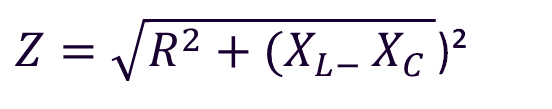 Z = √R² + (X_L − X_C)²